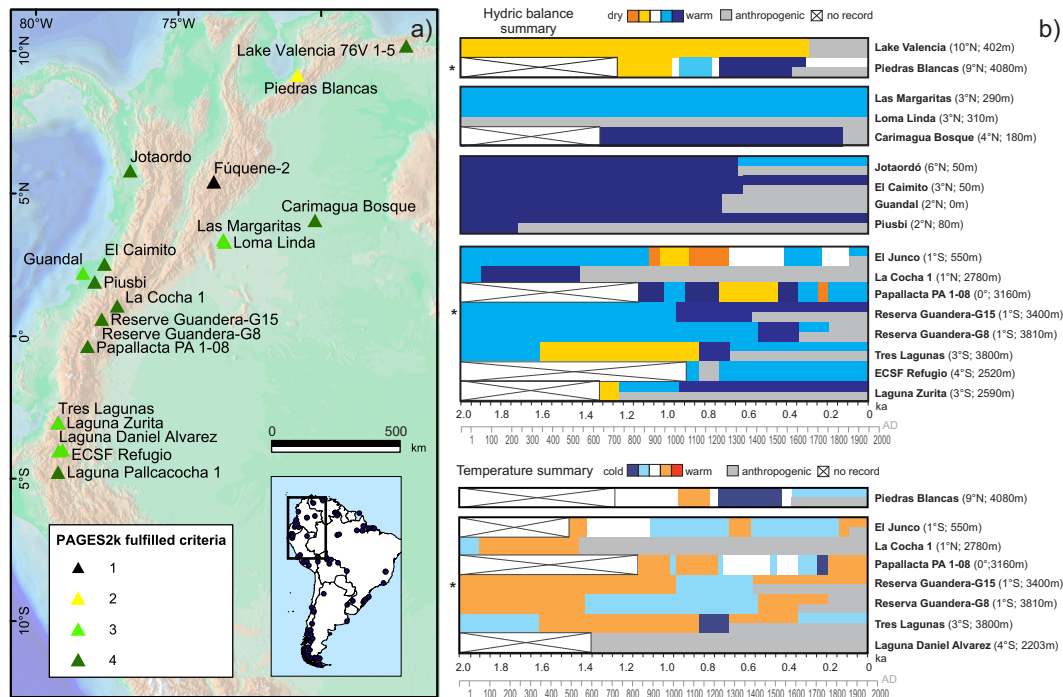 80°W
75°W
a)
10°N
5°N
0°
5°S
10°S
Lake Valencia 76V 1-5
Piedras Blancas
Jotaordo
Fúquene-2
Carimagua Bosque
Las Margaritas
Loma Linda
El Caimito
Guandal
Piusbi
La Cocha 1
Reserve Guandera-G15
Reserve Guandera-G8
Papallacta PA 1-08
Tres Lagunas
Laguna Zurita
Laguna Daniel Alvarez
ECSF Refugio
Laguna Pallcacocha 1
0 500
km
PAGES2k fulfilled criteria
1
2
3
4
b)
Hydric balance
summary
dry warm anthropogenic no record
Lake Valencia (10°N; 402m)
* Piedras Blancas (9°N; 4080m)
Las Margaritas (3°N; 290m)
Loma Linda (3°N; 310m)
Carimagua Bosque (4°N; 180m)
Jotaordó (6°N; 50m)
El Caimito (3°N; 50m)
Guandal (2°N; 0m)
Piusbi (2°N; 80m)
El Junco (1°S; 550m)
La Cocha 1 (1°N; 2780m)
Papallacta PA 1-08 (0°; 3160m)
* Reserva Guandera-G15 (1°S; 3400m)
Reserva Guandera-G8 (1°S; 3810m)
Tres Lagunas (3°S; 3800m)
ECSF Refugio (4°S; 2520m)
Laguna Zurita (3°S; 2590m)
2.0 1.8 1.6 1.4 1.2 1.0 0.8 0.6 0.4 0.2 0
ka
AD
1 100 200 300 400 500 600 700 800 900 1000 1100 1200 1300 1400 1500 1600 1700 1800 1900 2000
Temperature summary cold warm anthropogenic no record
Piedras Blancas (9°N; 4080m)
El Junco (1°S; 550m)
La Cocha 1 (1°N; 2780m)
Papallacta PA 1-08 (0°;3160m)
* Reserva Guandera-G15 (1°S; 3400m)
Reserva Guandera-G8 (1°S; 3810m)
Tres Lagunas (3°S; 3800m)
Laguna Daniel Alvarez (4°S; 2203m)
2.0 1.8 1.6 1.4 1.2 1.0 0.8 0.6 0.4 0.2 0
ka
AD
1 100 200 300 400 500 600 700 800 900 1000 1100 1200 1300 1400 1500 1600 1700 1800 1900 2000